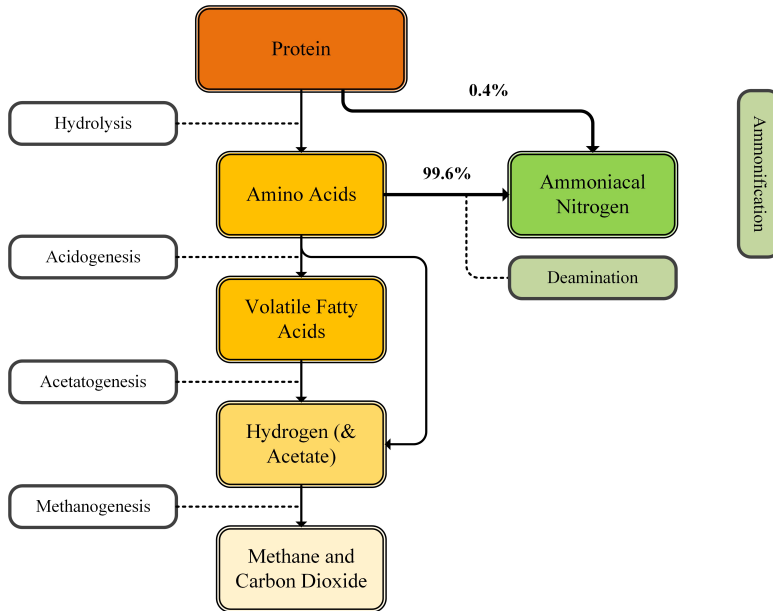 Protein
0.4%
Hydrolysis
Ammonification
99.6%
Amino Acids
Ammoniacal
Nitrogen
Acidogenesis
Deamination
Volatile Fatty
Acids
Acetatogenesis
Hydrogen (&
Acetate)
Methanogenesis
Methane and
Carbon Dioxide